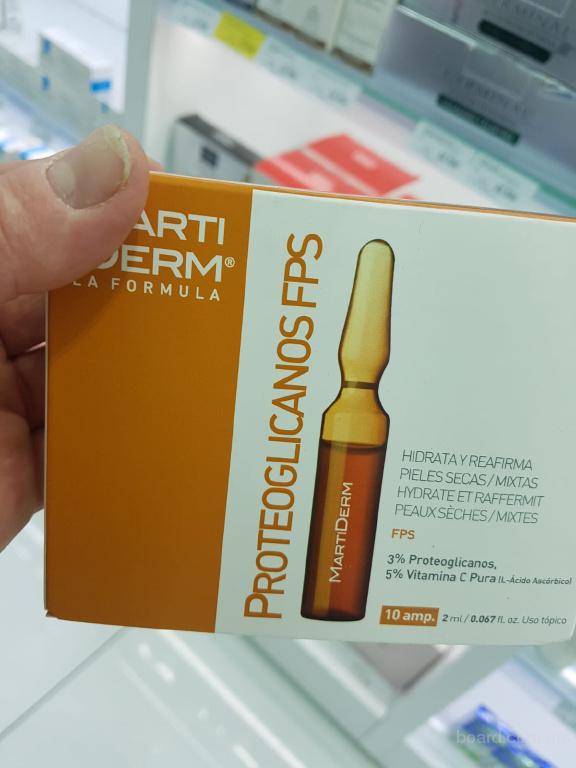 ARTI
DERM®
LA FORMULA
PROTEOGLICANOS FPS
MARTIDERM
HIDRATA Y REAFIRMA
PIELES SECAS / MIXTAS
HYDRATE ET RAFFERMIT
PEAUX SÈCHES / MIXTES
FPS
3% Proteoglicanos,
5% Vitamina C Pura (L-Ácido Ascórbico)
10 amp. 2 ml / 0.067 fl. oz. Uso tópico